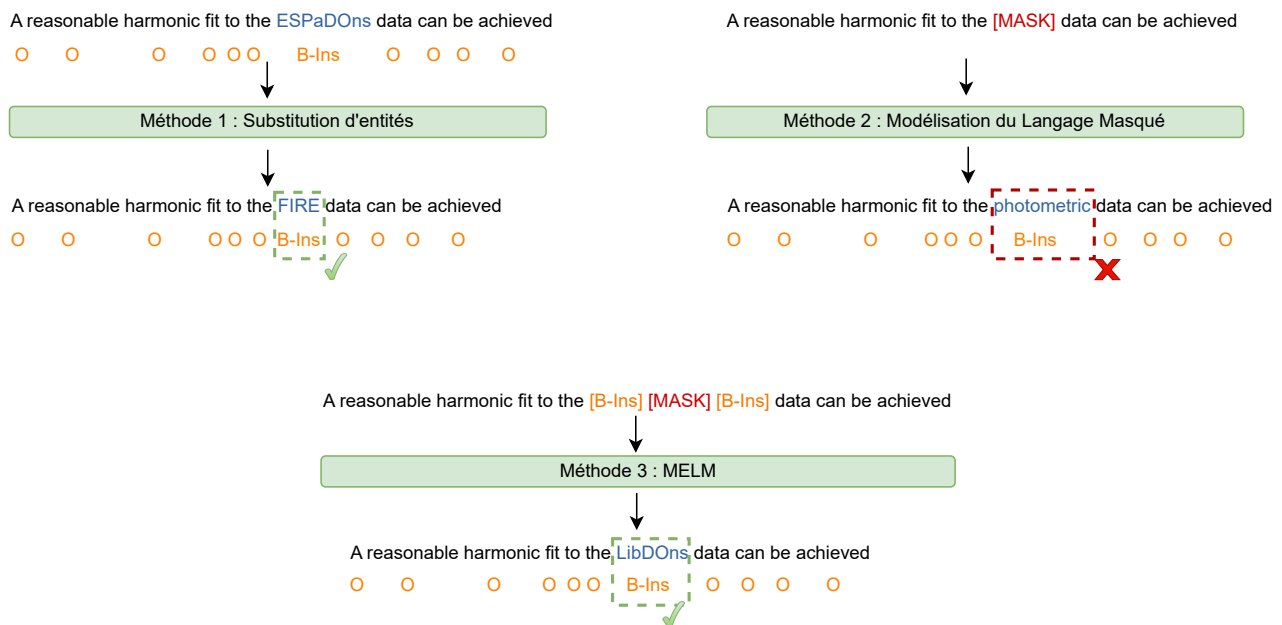 A reasonable harmonic fit to the ESPaDOns data can be achieved
O O O O O O B-Ins O O O O
Méthode 1 : Substitution d'entités
A reasonable harmonic fit to the FIRE data can be achieved
O O O O O O B-Ins O O O O
A reasonable harmonic fit to the [MASK] data can be achieved
Méthode 2 : Modélisation du Langage Masqué
A reasonable harmonic fit to the photometric data can be achieved
O O O O O O B-Ins O O O O
A reasonable harmonic fit to the [B-Ins] [MASK] [B-Ins] data can be achieved
Méthode 3 : MELM
A reasonable harmonic fit to the LibDOns data can be achieved
O O O O O O B-Ins O O O O